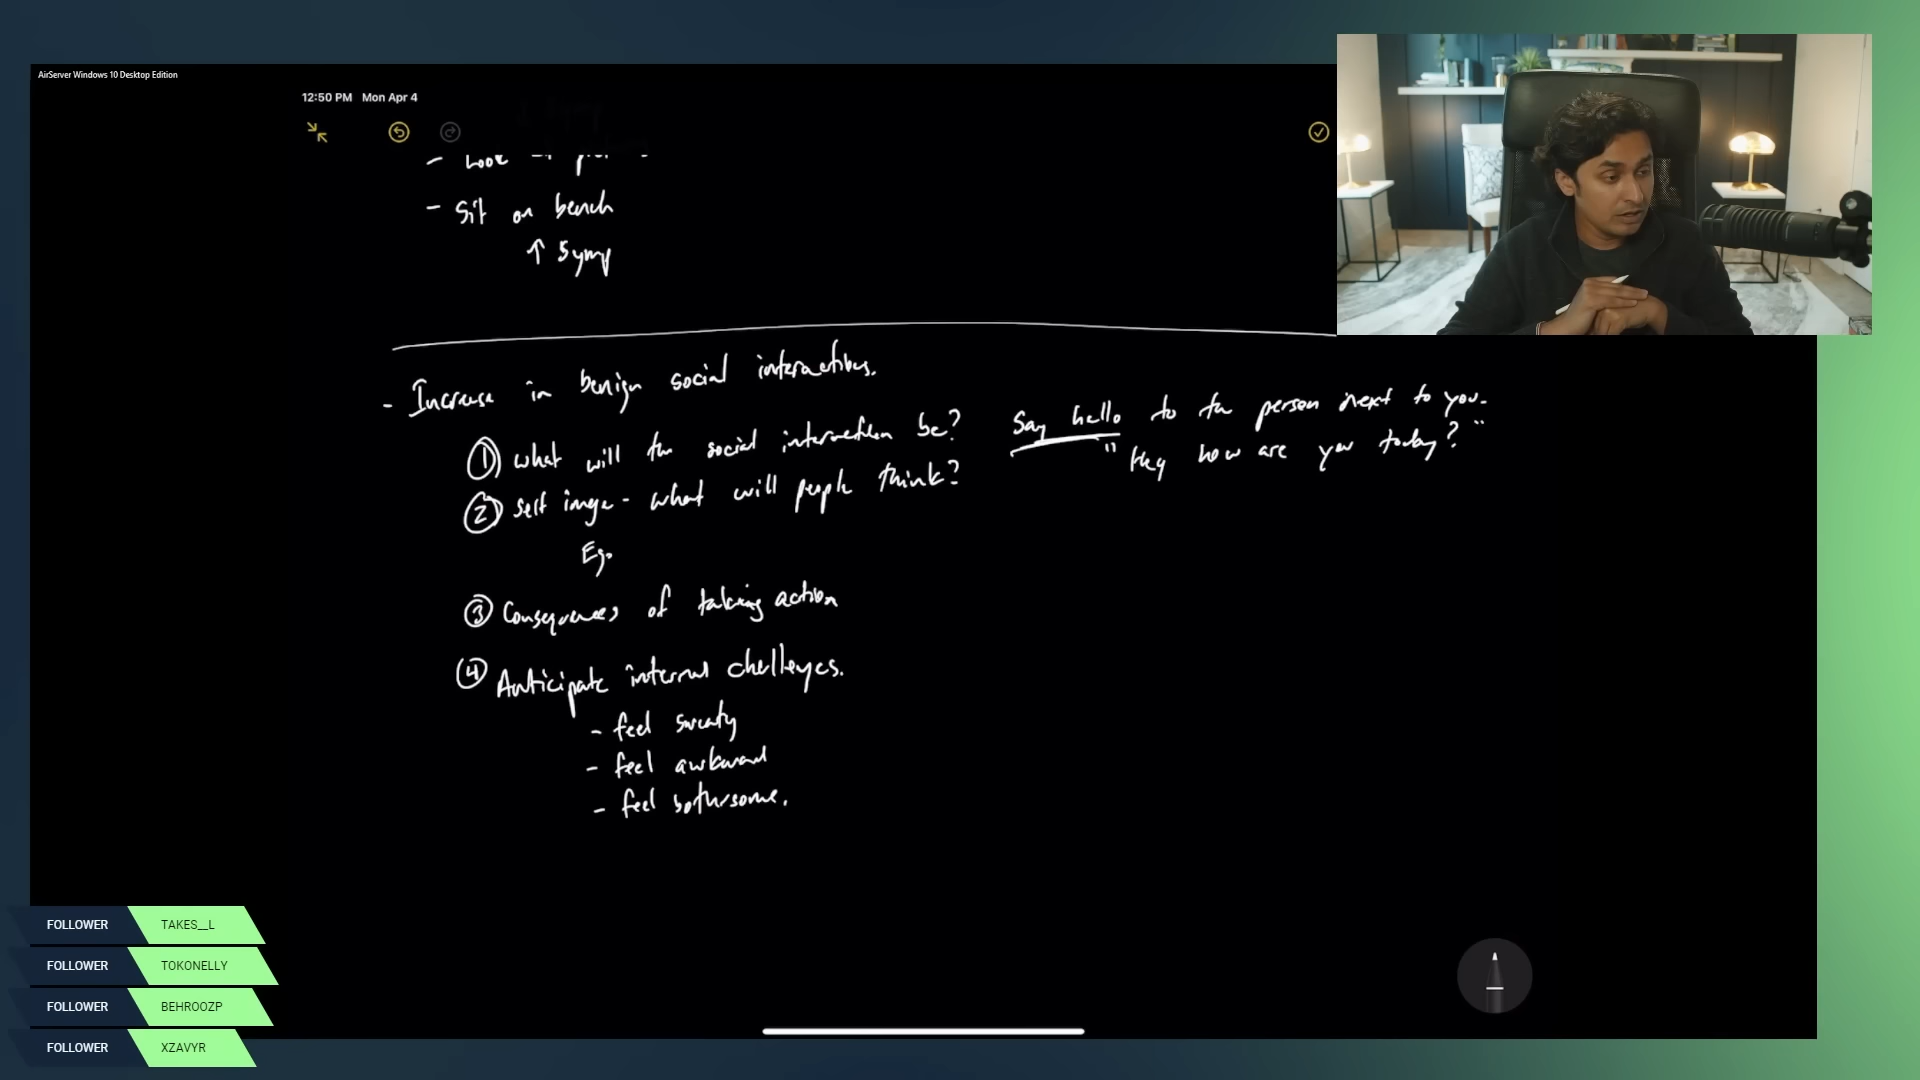 AirServer Windows 10 Desktop Edition
12:50 PM Mon Apr 4
- Look
- Sit on bench
↑ Symp
- Increase in benign social interactions.
① What will the social interaction be?
Say hello to the person next to you.
"Hey how are you today?"
② Self image - what will people think?
Eg.
③ Consequences of taking action
④ Anticipate internal challenges.
- feel sweaty
- feel awkward
- feel bothersome.
FOLLOWER TAKES__L
FOLLOWER TOKONELLY
FOLLOWER BEHROOZP
FOLLOWER XZAVYR